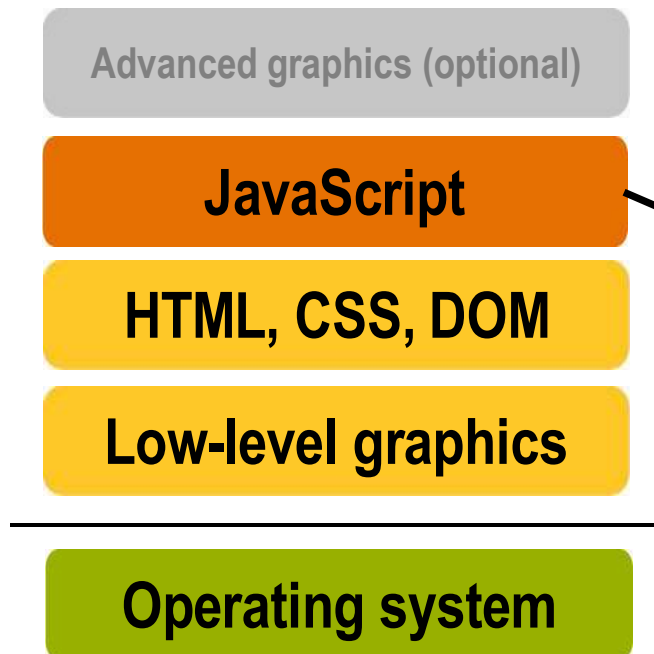 Advanced graphics (optional)
JavaScript
HTML, CSS, DOM
Low-level graphics
Operating system